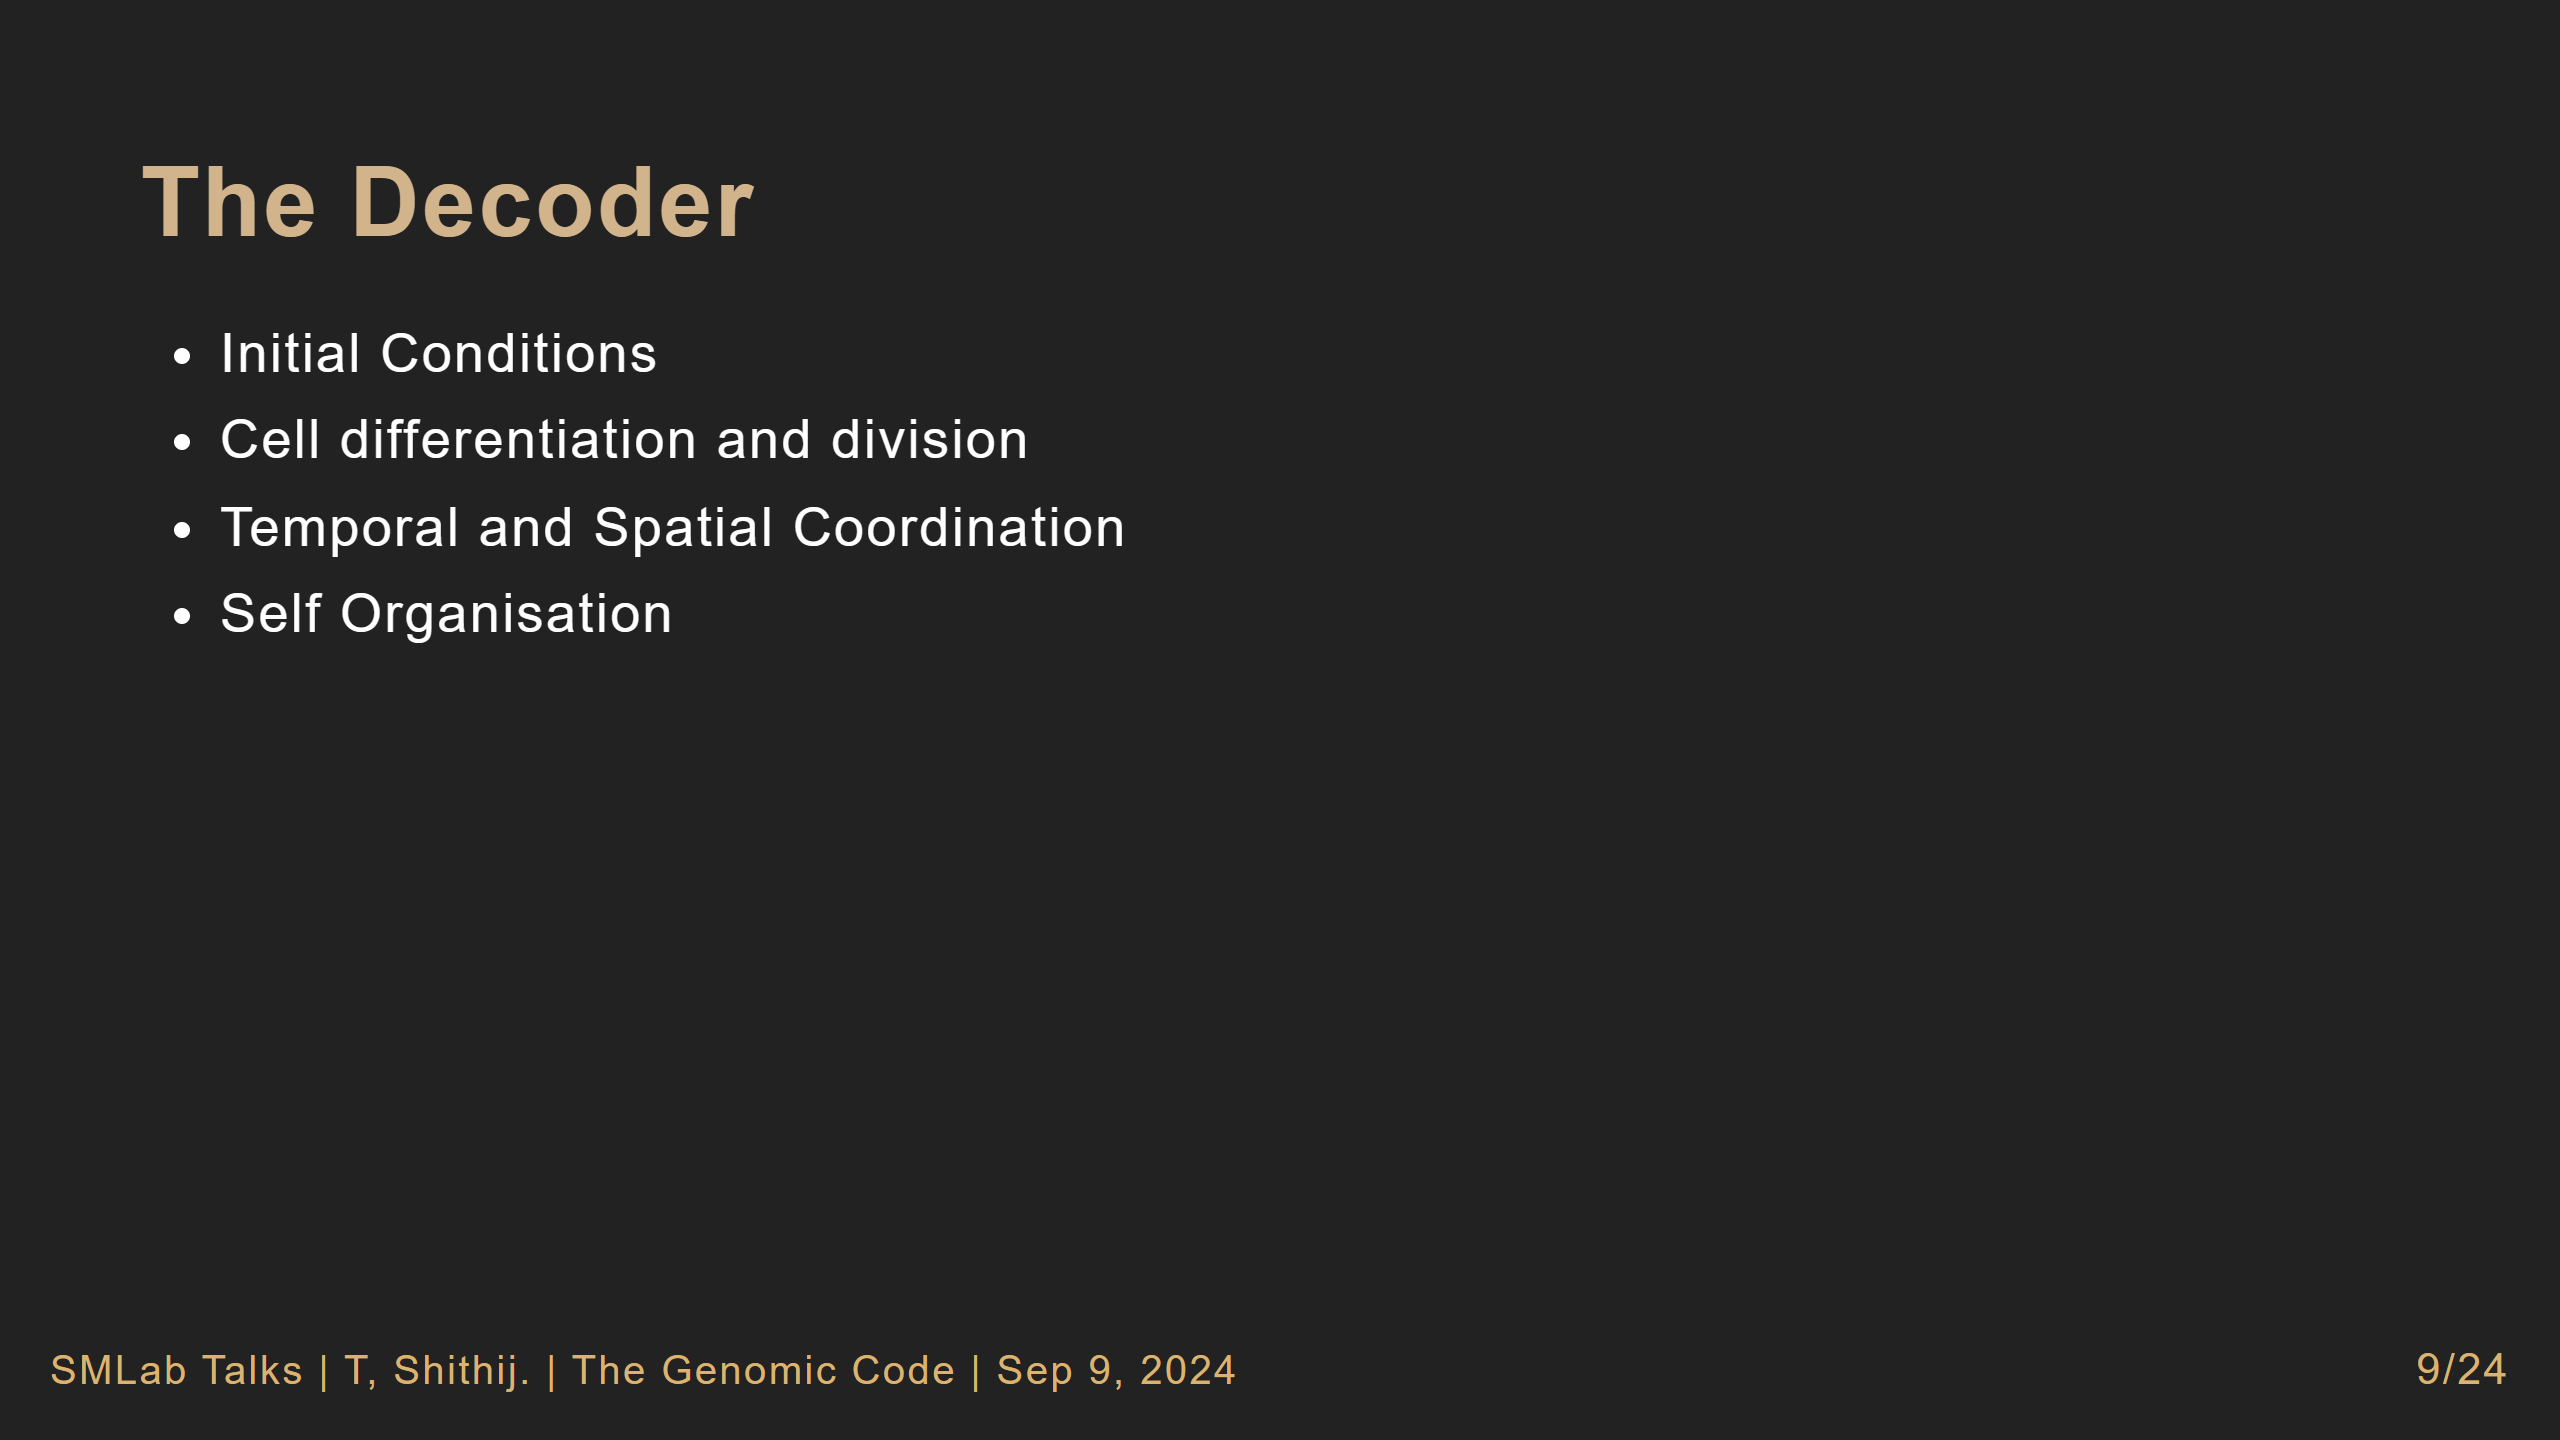 The Decoder
• Initial Conditions
• Cell differentiation and division
• Temporal and Spatial Coordination
• Self Organisation
SMLab Talks | T, Shithij. | The Genomic Code | Sep 9, 2024
9/24